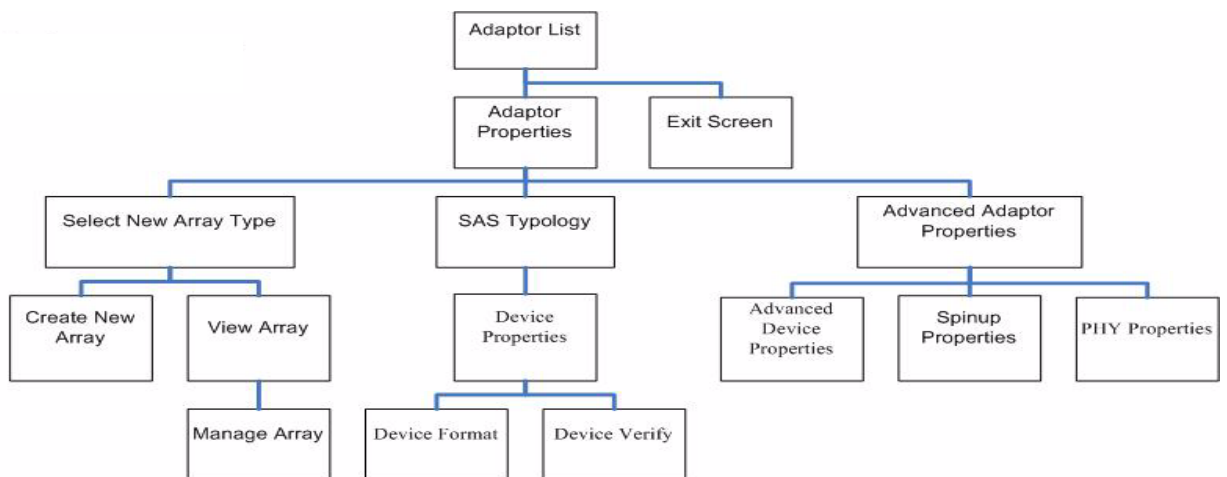 Adaptor List
Adaptor
Properties
Exit Screen
Select New Array Type
SAS Typology
Advanced Adaptor
Properties
Create New
Array
View Array
Device
Properties
Advanced
Device
Properties
Spinup
Properties
PHY Properties
Manage Array
Device Format
Device Verify